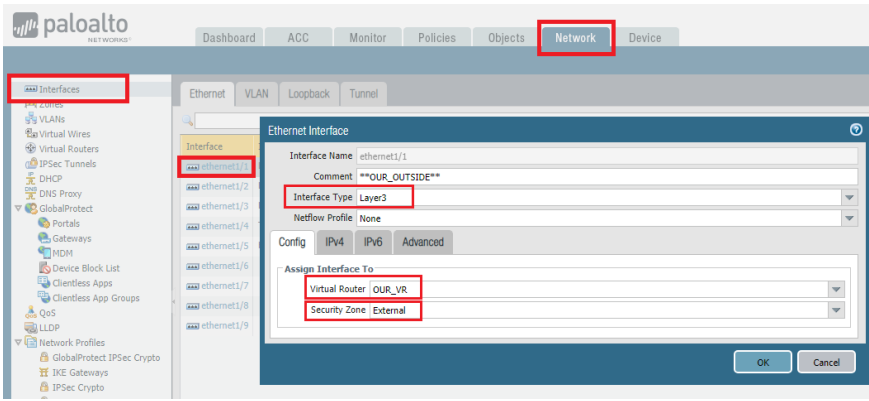 paloalto
NETWORKS®
Dashboard ACC Monitor Policies Objects Network Device
Interfaces
Zones
VLANs
Virtual Wires
Virtual Routers
IPSec Tunnels
DHCP
DNS Proxy
GlobalProtect
Portals
Gateways
MDM
Device Block List
Clientless Apps
Clientless App Groups
QoS
LLDP
Network Profiles
GlobalProtect IPSec Crypto
IKE Gateways
IPSec Crypto
Ethernet VLAN Loopback Tunnel
Interface
ethernet1/1
ethernet1/2
ethernet1/3
ethernet1/4
ethernet1/5
ethernet1/6
ethernet1/7
ethernet1/8
ethernet1/9
Ethernet Interface
Interface Name ethernet1/1
Comment **OUR_OUTSIDE**
Interface Type Layer3
Netflow Profile None
Config IPv4 IPv6 Advanced
Assign Interface To
Virtual Router OUR_VR
Security Zone External
OK Cancel